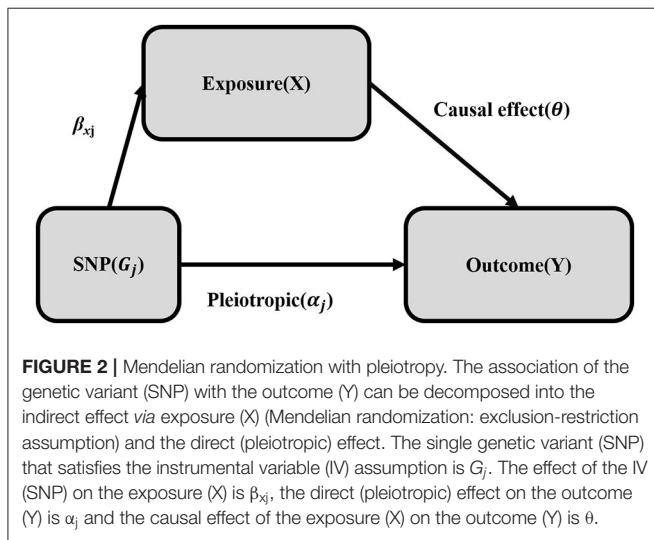 Exposure(X)
β_xj
Causal effect(θ)
SNP(G_j)
Outcome(Y)
Pleiotropic(α_j)
FIGURE 2 | Mendelian randomization with pleiotropy. The association of the
genetic variant (SNP) with the outcome (Y) can be decomposed into the
indirect effect via exposure (X) (Mendelian randomization: exclusion-restriction
assumption) and the direct (pleiotropic) effect. The single genetic variant (SNP)
that satisfies the instrumental variable (IV) assumption is G_j. The effect of the IV
(SNP) on the exposure (X) is β_xj, the direct (pleiotropic) effect on the outcome
(Y) is α_j and the causal effect of the exposure (X) on the outcome (Y) is θ.